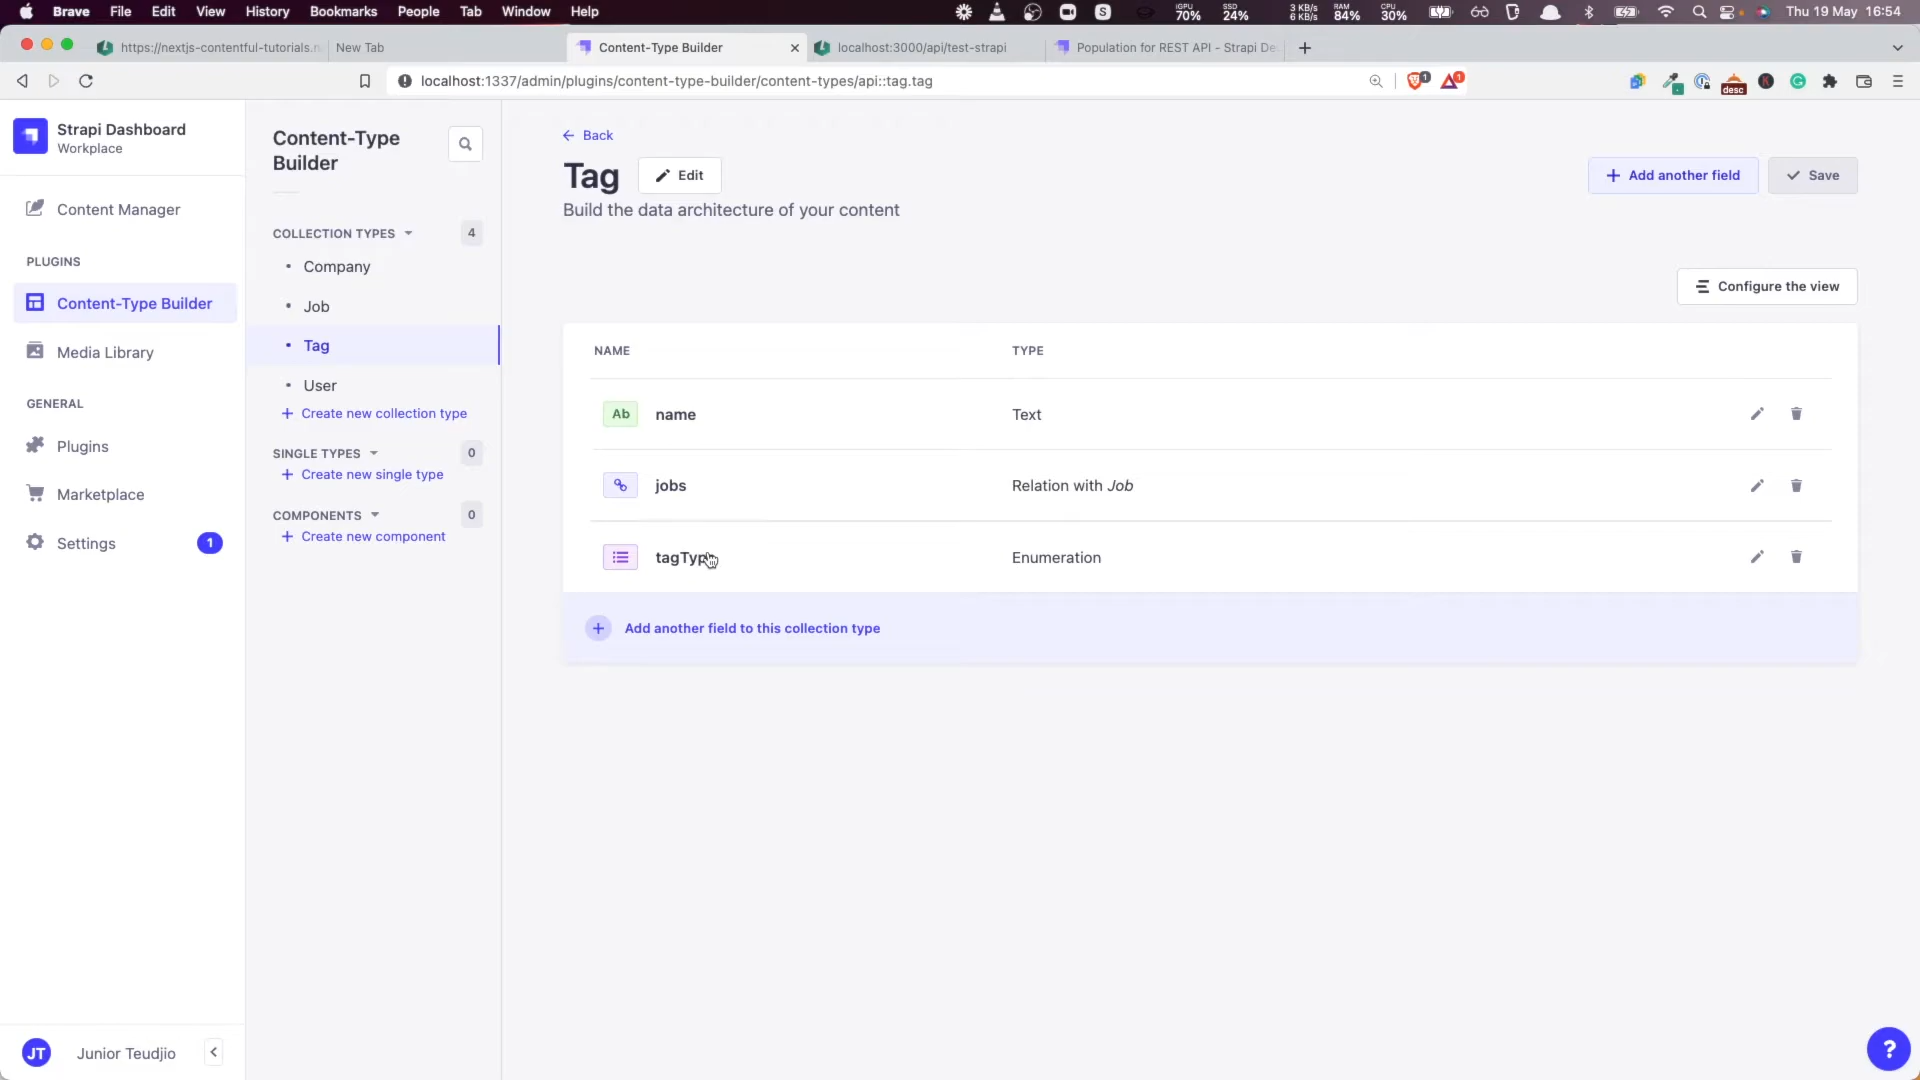 Brave File Edit View History Bookmarks People Tab Window Help
iGPU 70% SSD 24% 3 KB/s 6 KB/s RAM 84% CPU 30% Thu 19 May 16:54
https://nextjs-contentful-tutorials.n
New Tab
Content-Type Builder
localhost:3000/api/test-strapi
Population for REST API - Strapi De
localhost:1337/admin/plugins/content-type-builder/content-types/api::tag.tag
1
1
desc
Strapi Dashboard
Workplace
Content Manager
PLUGINS
Content-Type Builder
Media Library
GENERAL
Plugins
Marketplace
Settings
1
JT
Junior Teudjio
Content-Type
Builder
COLLECTION TYPES
4
Company
Job
Tag
User
Create new collection type
SINGLE TYPES
0
Create new single type
COMPONENTS
0
Create new component
Back
Tag
Edit
Build the data architecture of your content
Add another field
Save
Configure the view
NAME TYPE
Ab name Text
jobs Relation with Job
tagType Enumeration
Add another field to this collection type
?